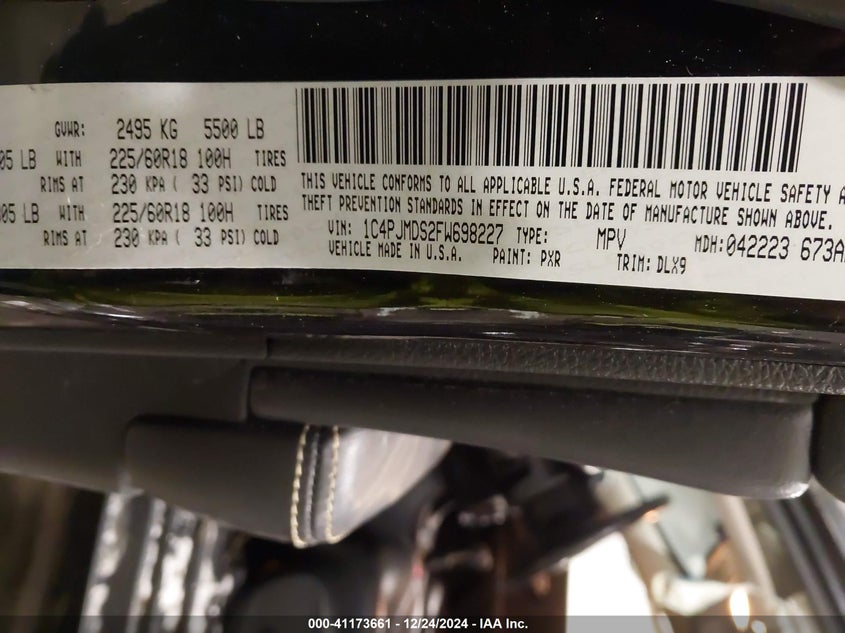 GVWR: 2495 KG 5500 LB
05 LB WITH 225/60R18 100H TIRES
RIMS AT 230 KPA ( 33 PSI) COLD
05 LB WITH 225/60R18 100H TIRES
RIMS AT 230 KPA ( 33 PSI) COLD
THIS VEHICLE CONFORMS TO ALL APPLICABLE U.S.A. FEDERAL MOTOR VEHICLE SAFETY A
THEFT PREVENTION STANDARDS IN EFFECT ON THE DATE OF MANUFACTURE SHOWN ABOVE.
VIN: 1C4PJMDS2FW698227 TYPE: MPV MDH: 042223 673A
VEHICLE MADE IN U.S.A. PAINT: PXR TRIM: DLX9
000-41173661 - 12/24/2024 - IAA Inc.